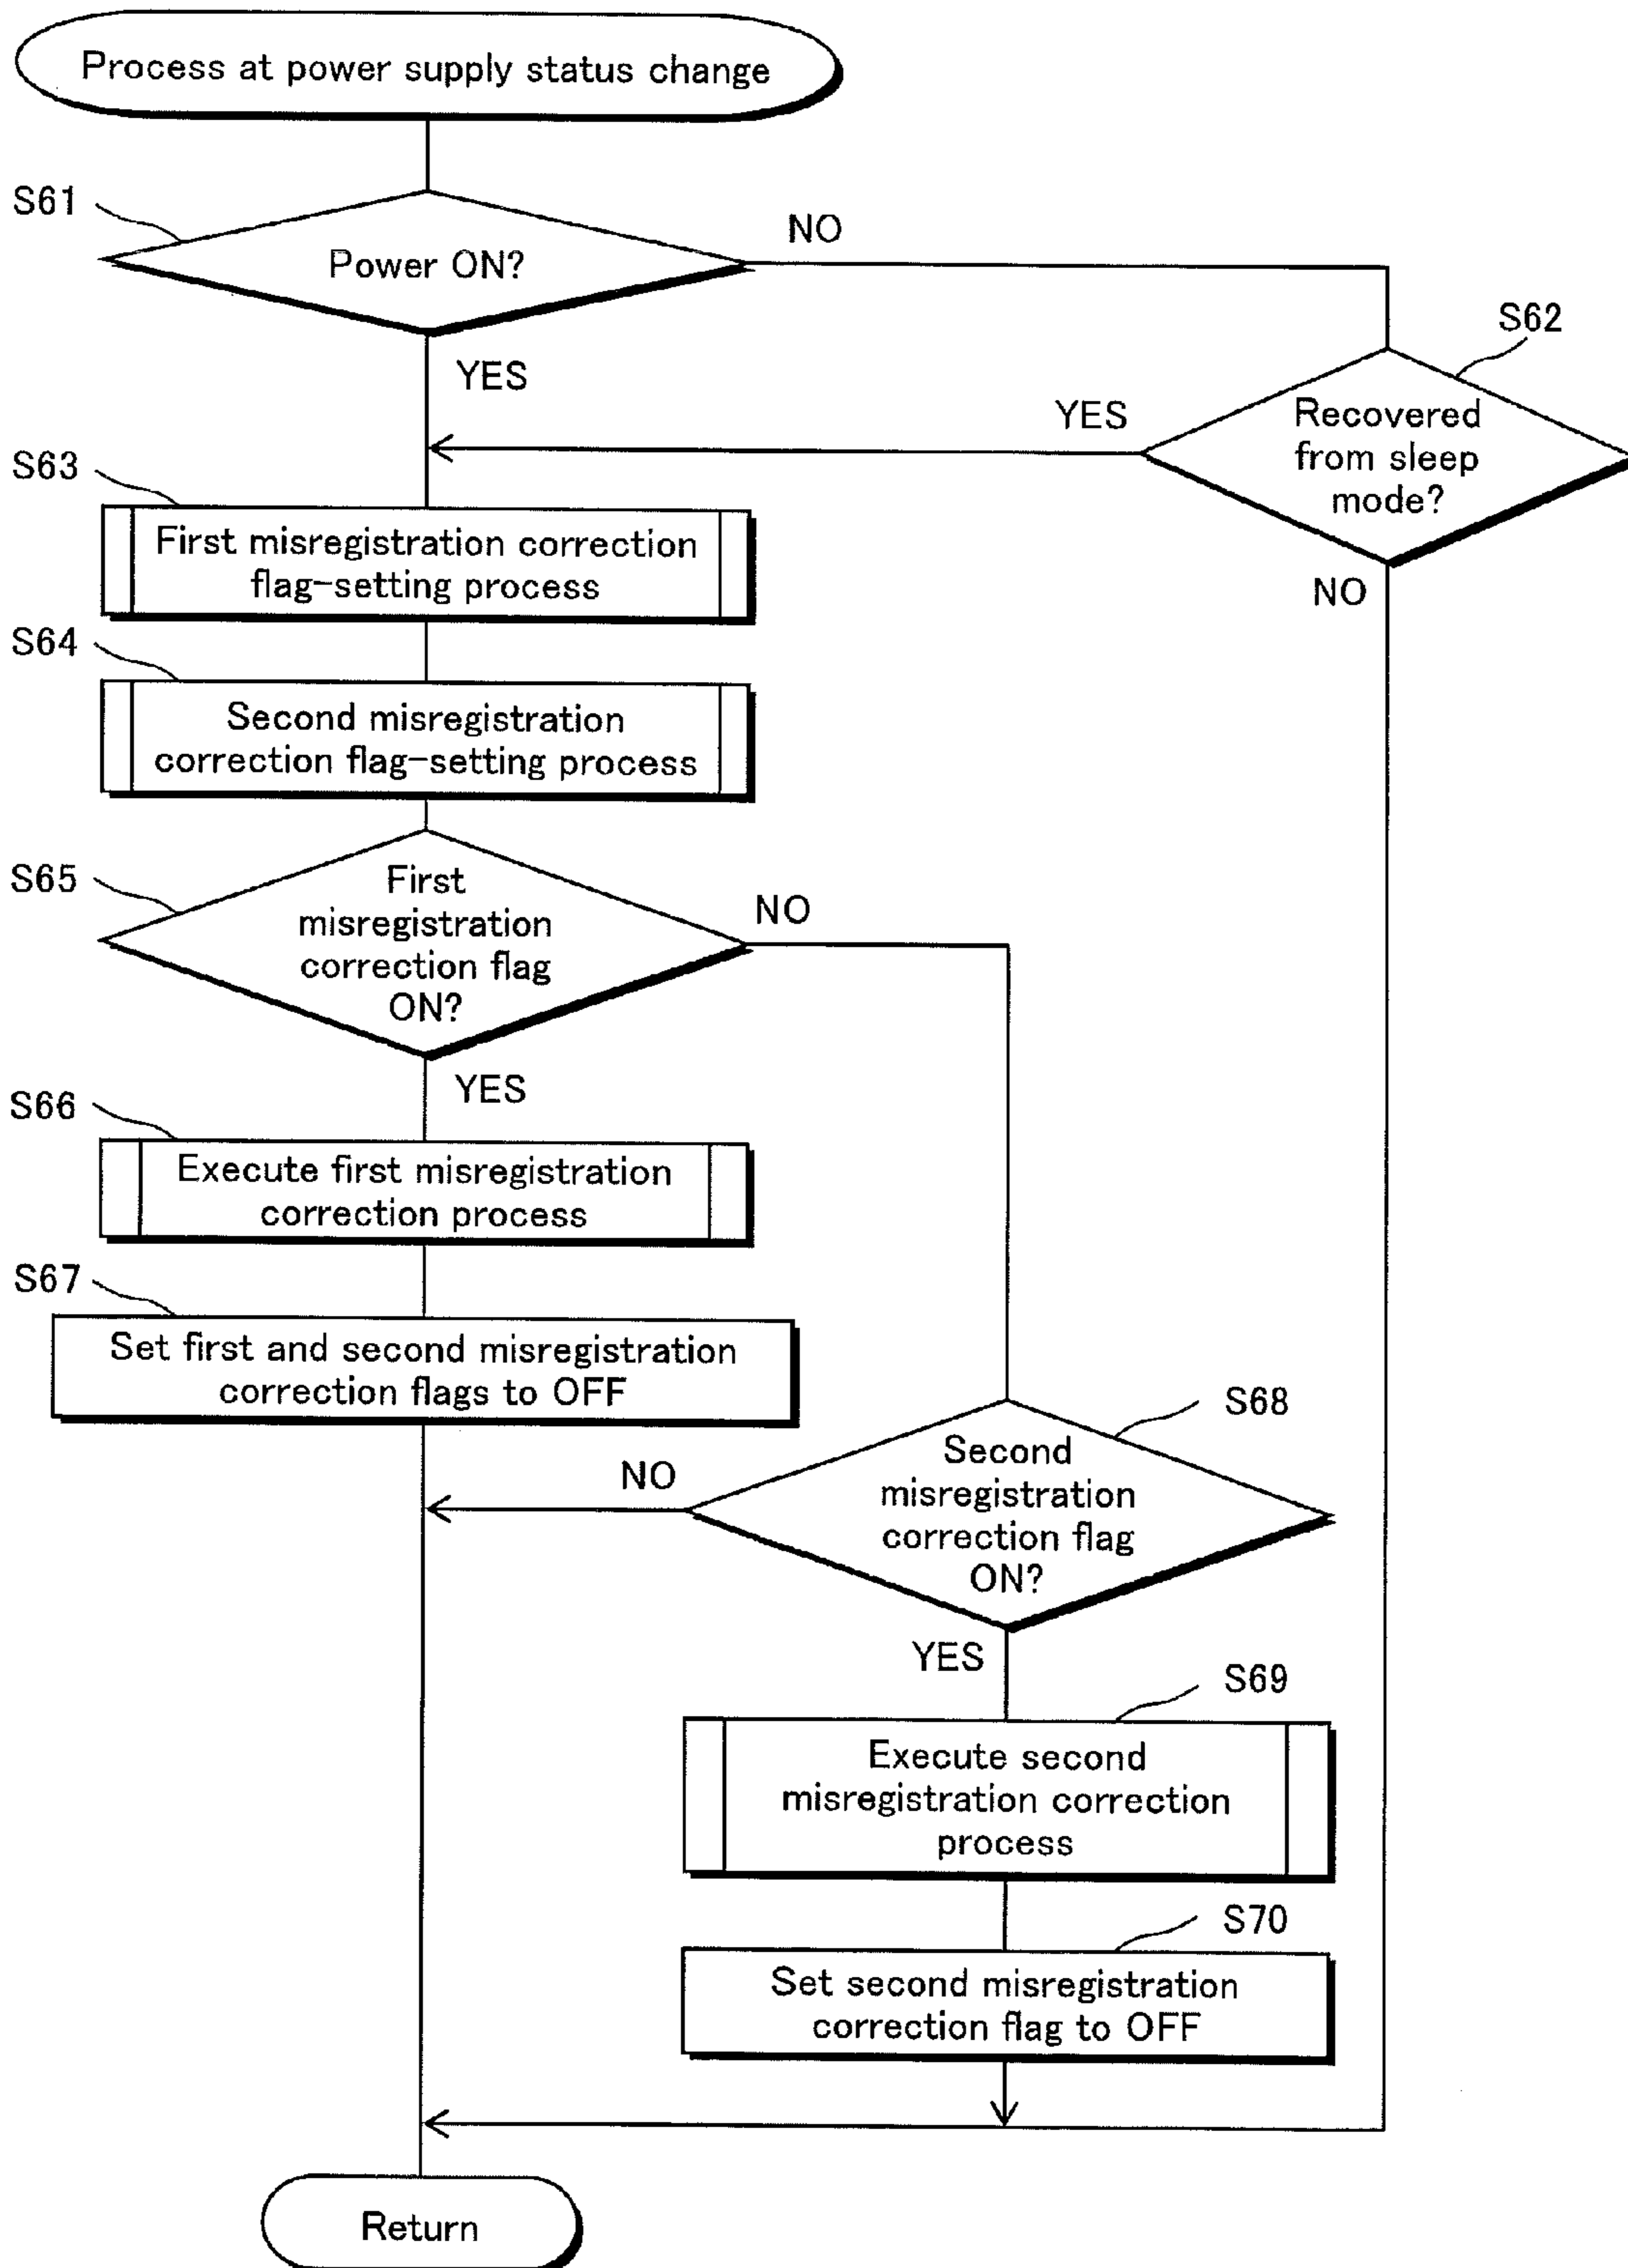 Process at power supply status change
S61
Power ON?
NO
YES
S62
Recovered
from sleep
mode?
YES
NO
S63
First misregistration correction
flag-setting process
S64
Second misregistration
correction flag-setting process
S65
First
misregistration
correction flag
ON?
NO
YES
S66
Execute first misregistration
correction process
S67
Set first and second misregistration
correction flags to OFF
S68
Second
misregistration
correction flag
ON?
NO
YES
S69
Execute second
misregistration correction
process
S70
Set second misregistration
correction flag to OFF
Return